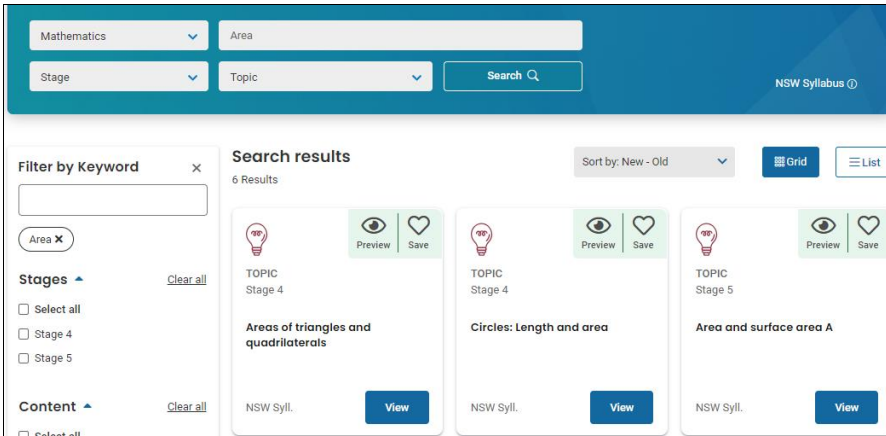 Mathematics
Area
Stage
Topic
Search
NSW Syllabus
Filter by Keyword
Area
Stages
Clear all
Select all
Stage 4
Stage 5
Content
Clear all
Select all
Search results
6 Results
Sort by: New - Old
Grid
List
Preview
Save
TOPIC
Stage 4
Areas of triangles and
quadrilaterals
NSW Syll.
View
Preview
Save
TOPIC
Stage 4
Circles: Length and area
NSW Syll.
View
Preview
Save
TOPIC
Stage 5
Area and surface area A
NSW Syll.
View